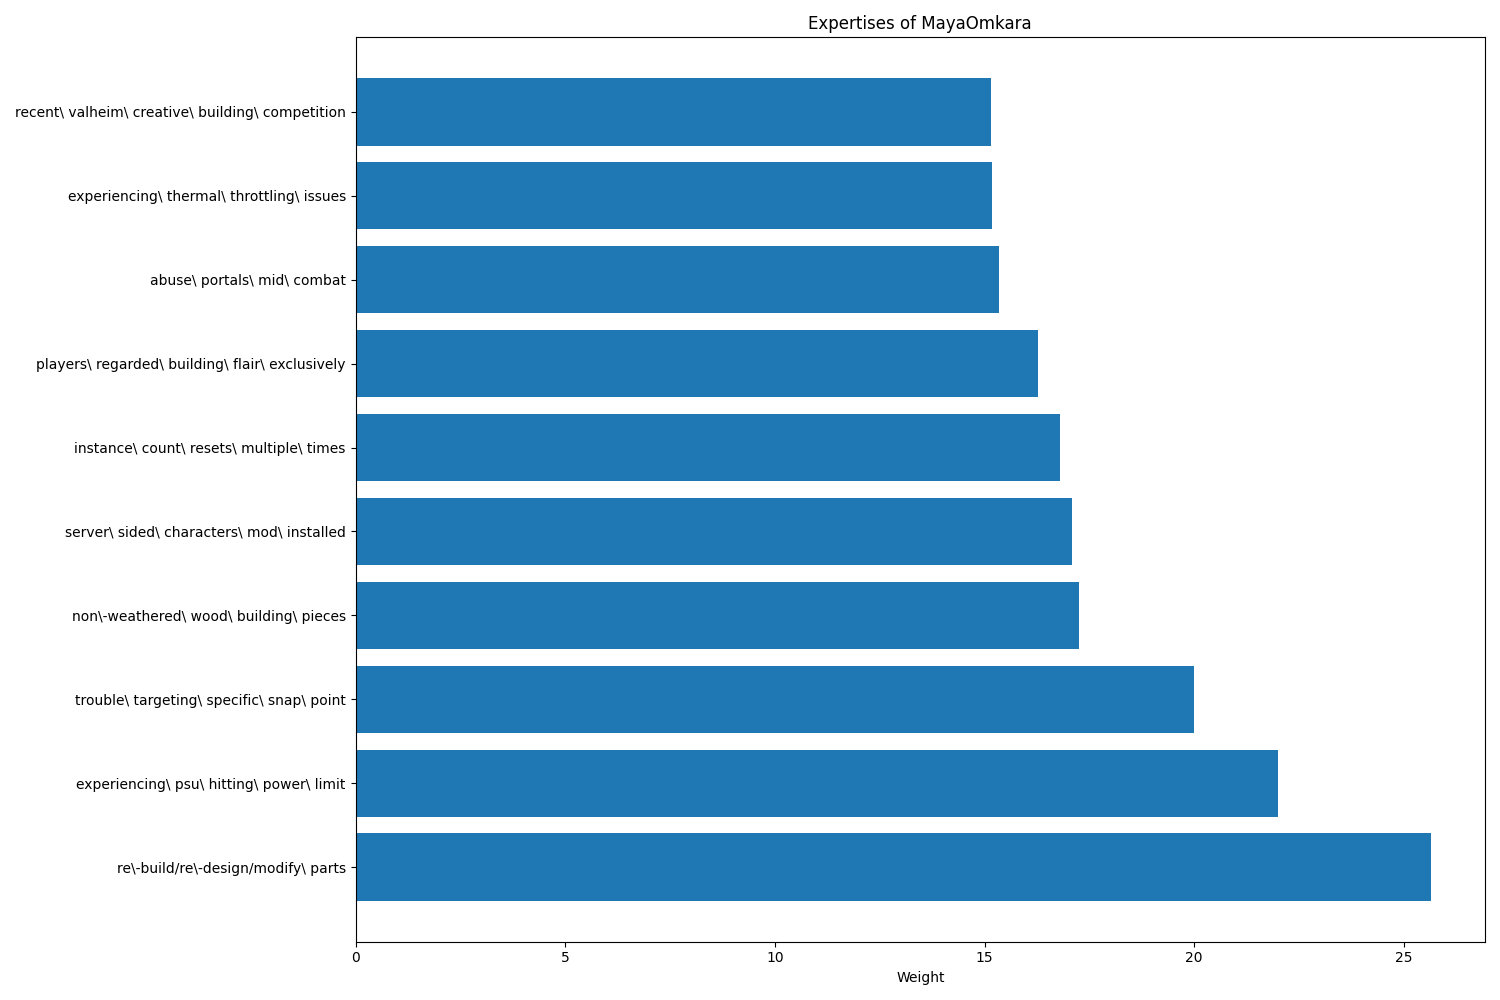 Expertises of MayaOmkara
recent\ valheim\ creative\ building\ competition
experiencing\ thermal\ throttling\ issues
abuse\ portals\ mid\ combat
players\ regarded\ building\ flair\ exclusively
instance\ count\ resets\ multiple\ times
server\ sided\ characters\ mod\ installed
non\-weathered\ wood\ building\ pieces
trouble\ targeting\ specific\ snap\ point
experiencing\ psu\ hitting\ power\ limit
re\-build/re\-design/modify\ parts
0 5 10 15 20 25
Weight